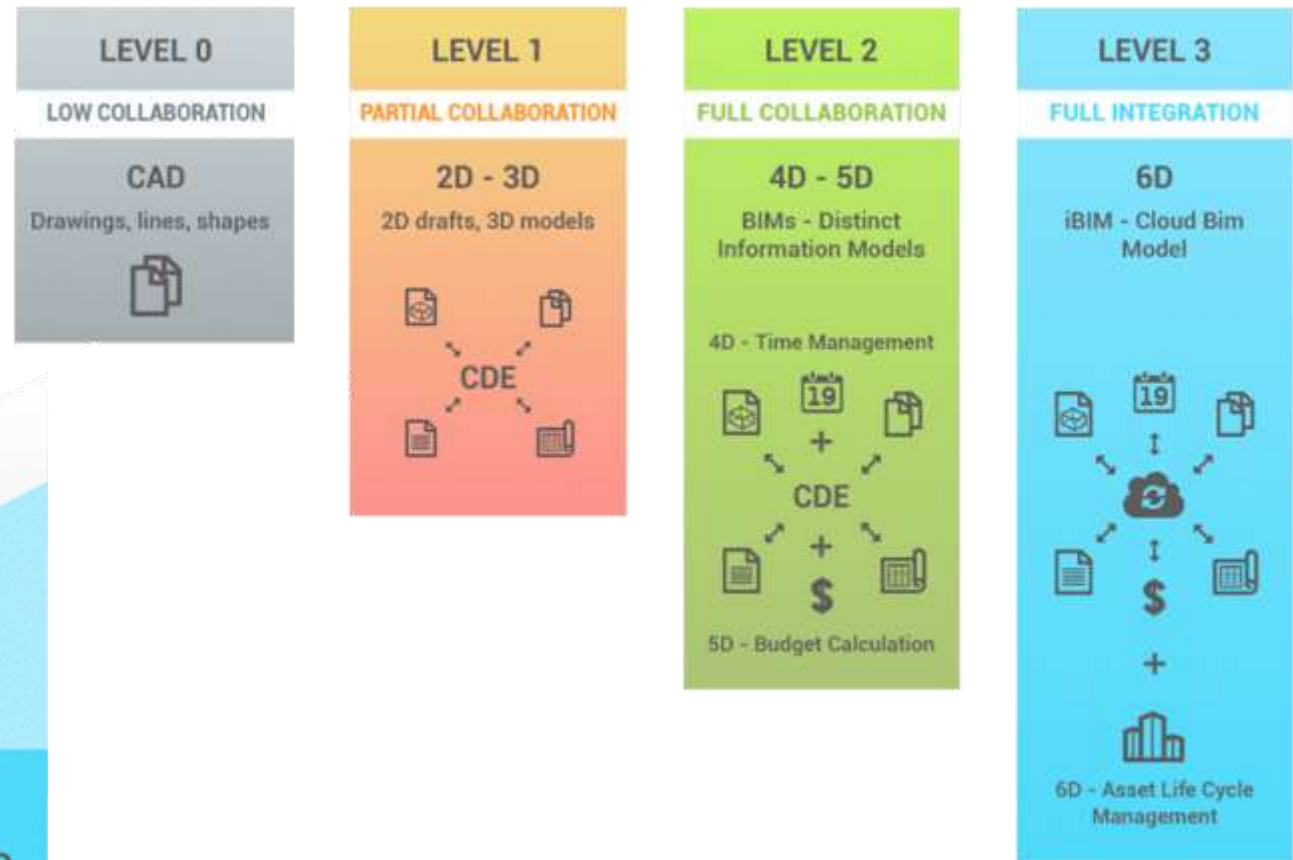 LEVEL 0
LOW COLLABORATION
CAD
Drawings, lines, shapes
LEVEL 1
PARTIAL COLLABORATION
2D - 3D
2D drafts, 3D models
CDE
LEVEL 2
FULL COLLABORATION
4D - 5D
BIMs - Distinct
Information Models
4D - Time Management
19
CDE
$
5D - Budget Calculation
LEVEL 3
FULL INTEGRATION
6D
iBIM - Cloud Bim
Model
19
$
6D - Asset Life Cycle
Management